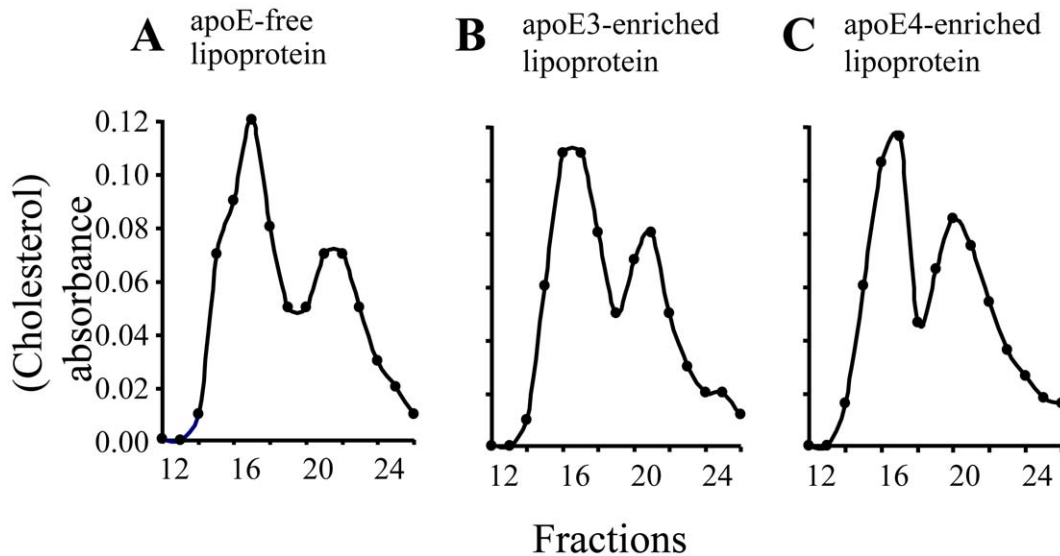 A apoE-free
lipoprotein
B apoE3-enriched
lipoprotein
C apoE4-enriched
lipoprotein
(Cholesterol)
absorbance
0.12
0.10
0.08
0.06
0.04
0.02
0.00
12 16 20 24
12 16 20 24
12 16 20 24
Fractions